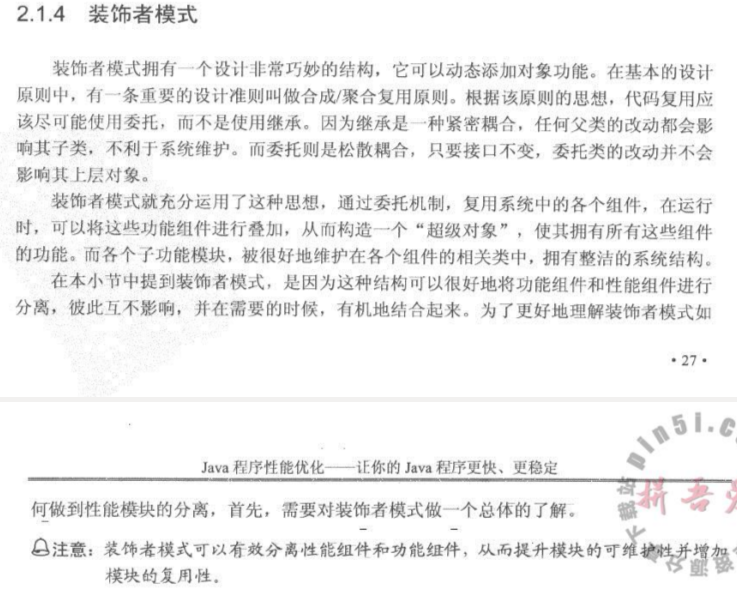 2.1.4 装饰者模式
装饰者模式拥有一个设计非常巧妙的结构，它可以动态添加对象功能。在基本的设计
原则中，有一条重要的设计准则叫做合成/聚合复用原则。根据该原则的思想，代码复用应
该尽可能使用委托，而不是使用继承。因为继承是一种紧密耦合，任何父类的改动都会影
响其子类，不利于系统维护。而委托则是松散耦合，只要接口不变，委托类的改动并不会
影响其上层对象。
装饰者模式就充分运用了这种思想，通过委托机制，复用系统中的各个组件，在运行
时，可以将这些功能组件进行叠加，从而构造一个“超级对象”，使其拥有所有这些组件
的功能。而各个子功能模块，被很好地维护在各个组件的相关类中，拥有整洁的系统结构。
在本小节中提到装饰者模式，是因为这种结构可以很好地将功能组件和性能组件进行
分离，彼此互不影响，并在需要的时候，有机地结合起来。为了更好地理解装饰者模式如
• 27 •
pin5i.c
Java 程序性能优化——让你的 Java 程序更快、更稳定
拼吾
何做到性能模块的分离，首先，需要对装饰者模式做一个总体的了解。
注意：装饰者模式可以有效分离性能组件和功能组件，从而提升模块的可维护性并增加
模块的复用性。